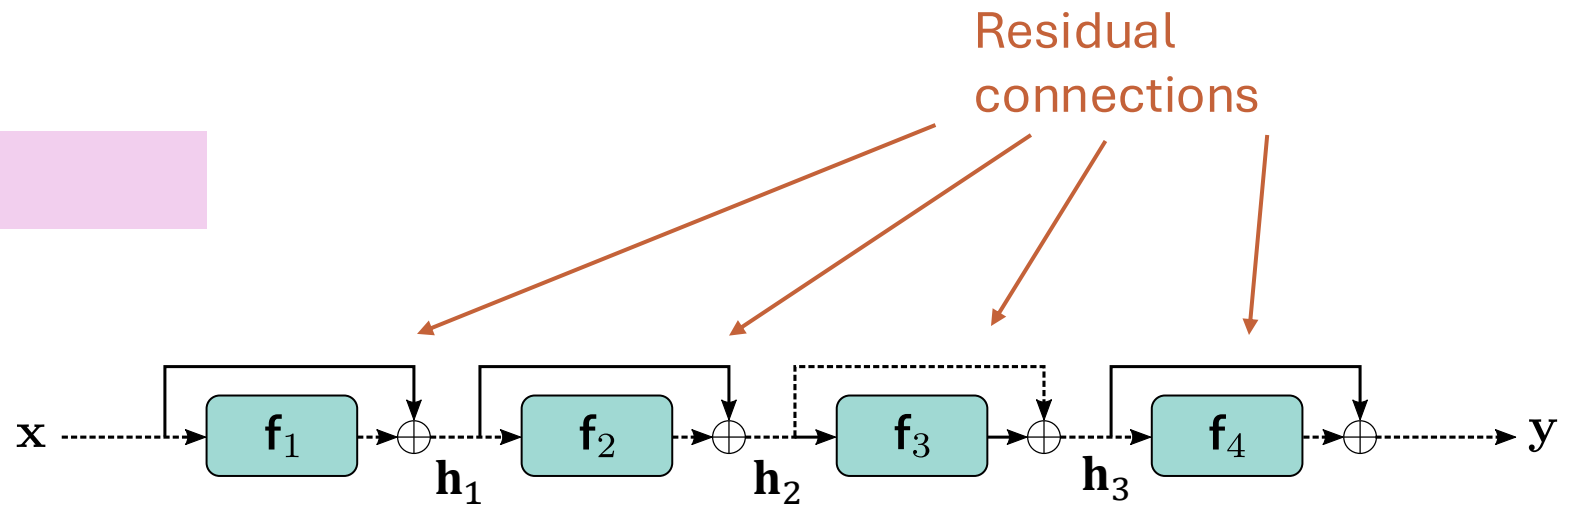 Residual
connections
x f₁ h₁ f₂ h₂ f₃ h₃ f₄ y